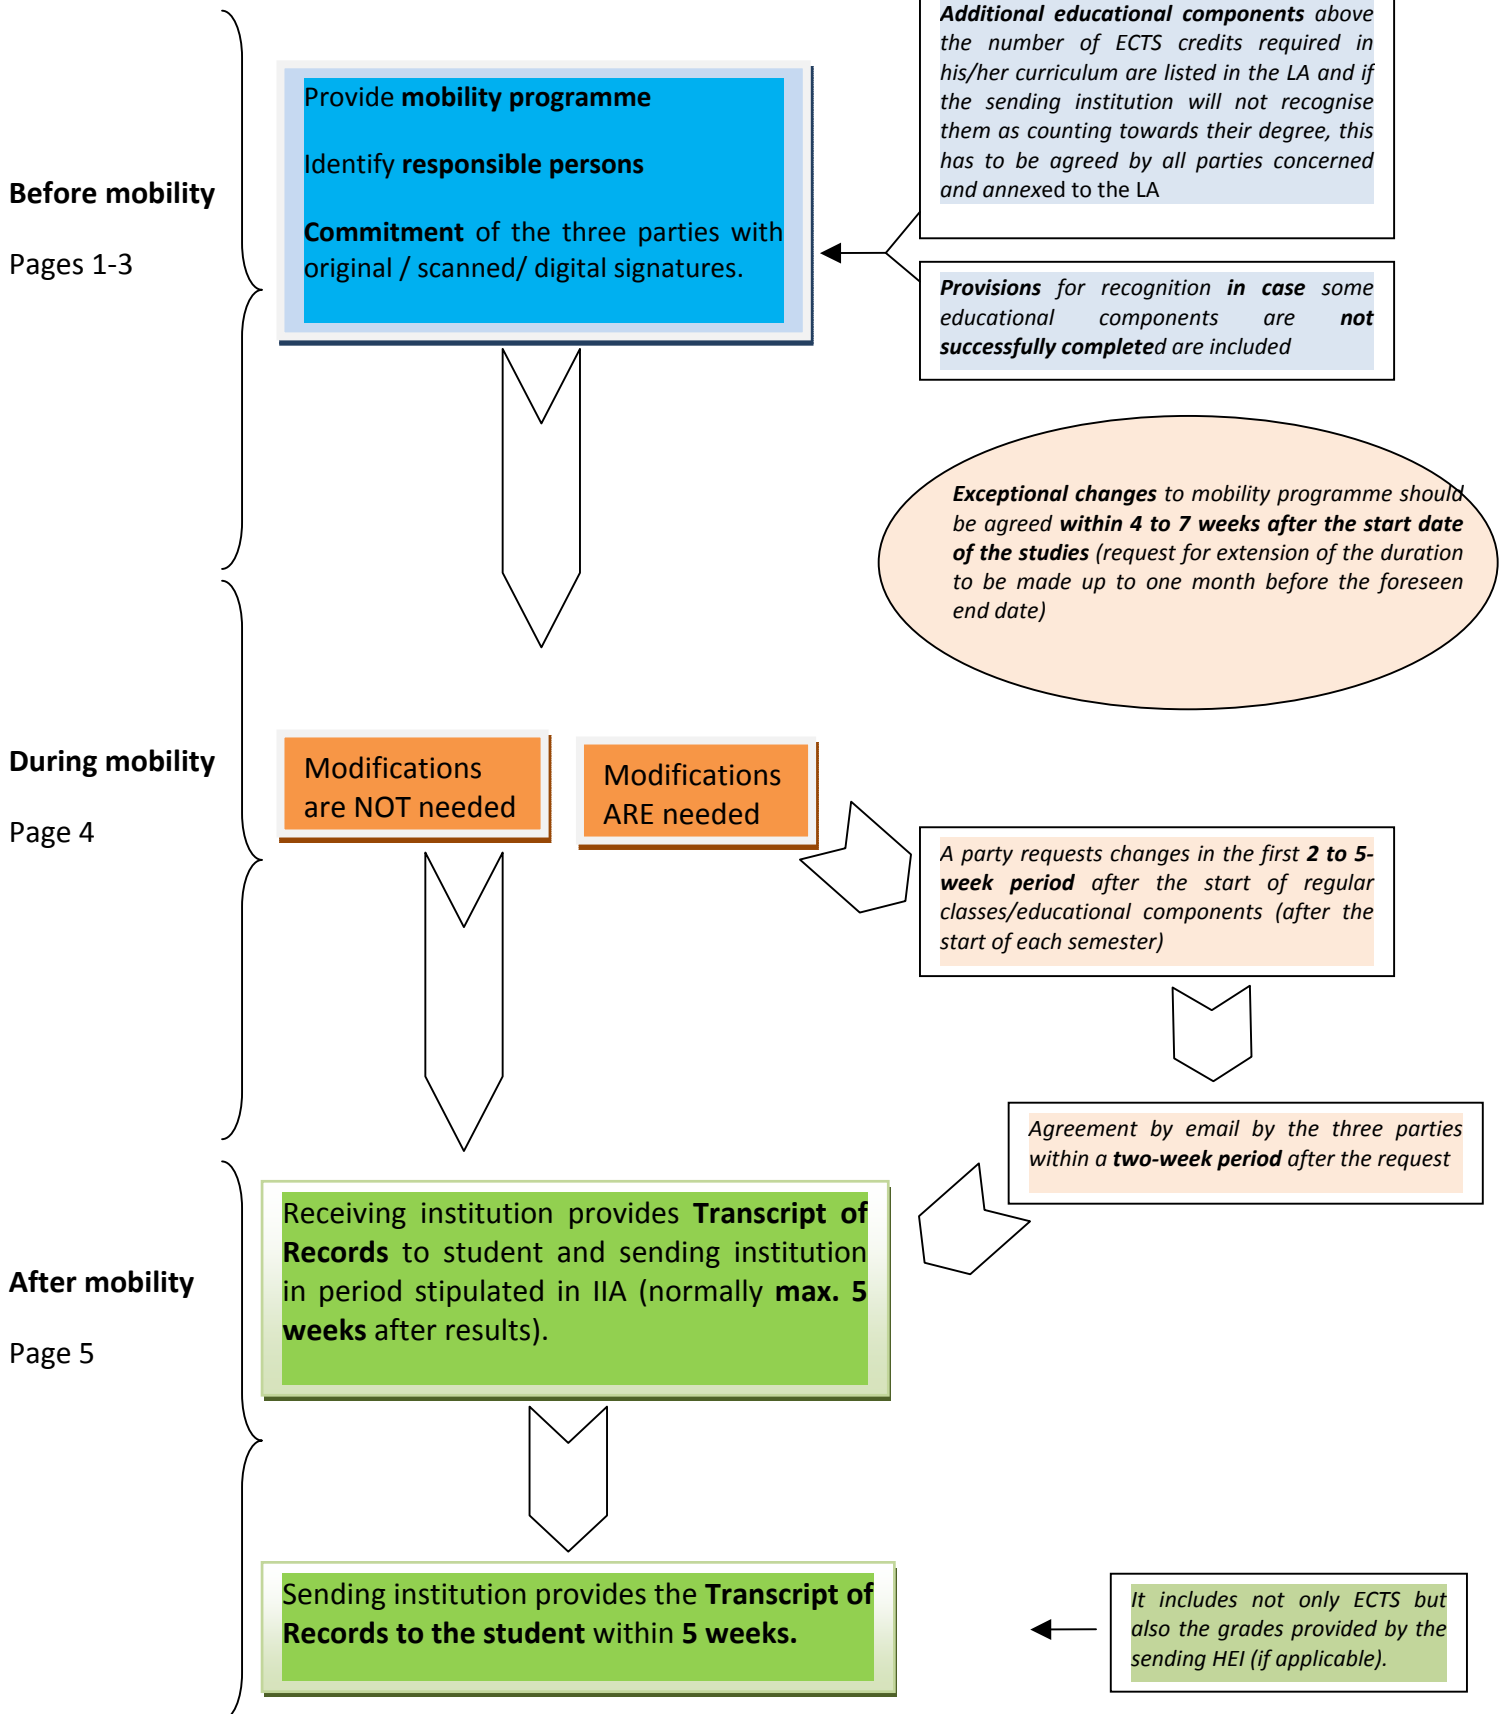 Before mobility
Pages 1-3
Provide mobility programme
Identify responsible persons
Commitment of the three parties with
original / scanned/ digital signatures.
Additional educational components above
the number of ECTS credits required in
his/her curriculum are listed in the LA and if
the sending institution will not recognise
them as counting towards their degree, this
has to be agreed by all parties concerned
and annexed to the LA
Provisions for recognition in case some
educational components are not
successfully completed are included
Exceptional changes to mobility programme should
be agreed within 4 to 7 weeks after the start date
of the studies (request for extension of the duration
to be made up to one month before the foreseen
end date)
During mobility
Page 4
Modifications
are NOT needed
Modifications
ARE needed
A party requests changes in the first 2 to 5-
week period after the start of regular
classes/educational components (after the
start of each semester)
Agreement by email by the three parties
within a two-week period after the request
After mobility
Page 5
Receiving institution provides Transcript of
Records to student and sending institution
in period stipulated in IIA (normally max. 5
weeks after results).
Sending institution provides the Transcript of
Records to the student within 5 weeks.
It includes not only ECTS but
also the grades provided by the
sending HEI (if applicable).